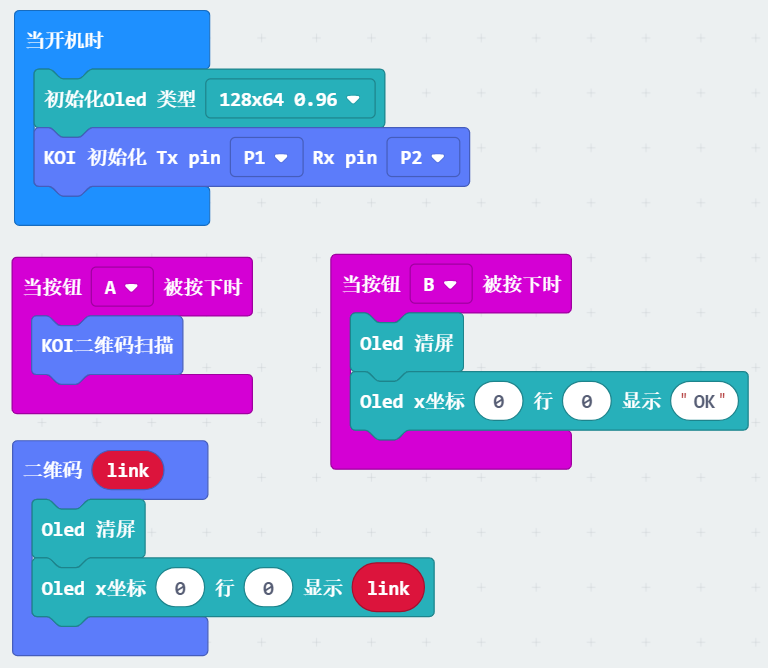 当开机时
初始化Oled 类型 128x64 0.96
KOI 初始化 Tx pin P1 Rx pin P2
当按钮 A 被按下时
KOI二维码扫描
当按钮 B 被按下时
Oled 清屏
Oled x坐标 0 行 0 显示 "OK"
二维码 link
Oled 清屏
Oled x坐标 0 行 0 显示 link